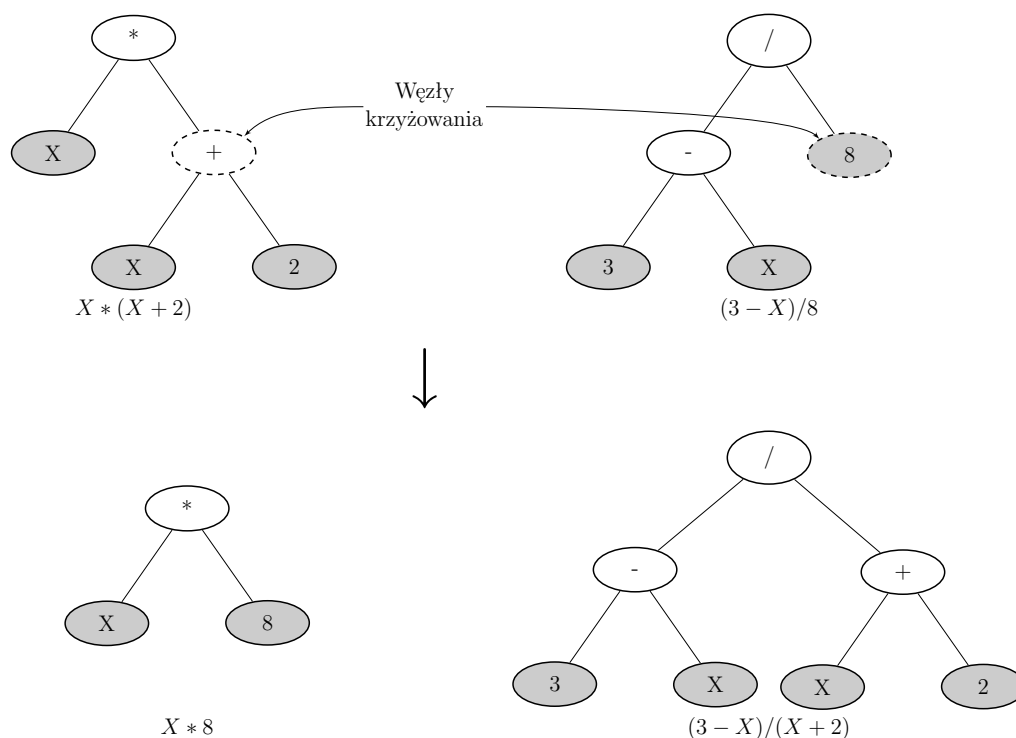 * /
Węzły
krzyżowania
X + - 8
X 2 3 X
X ∗ (X + 2) (3 − X)/8
/
*
- +
X 8
3 X X 2
X ∗ 8 (3 − X)/(X + 2)